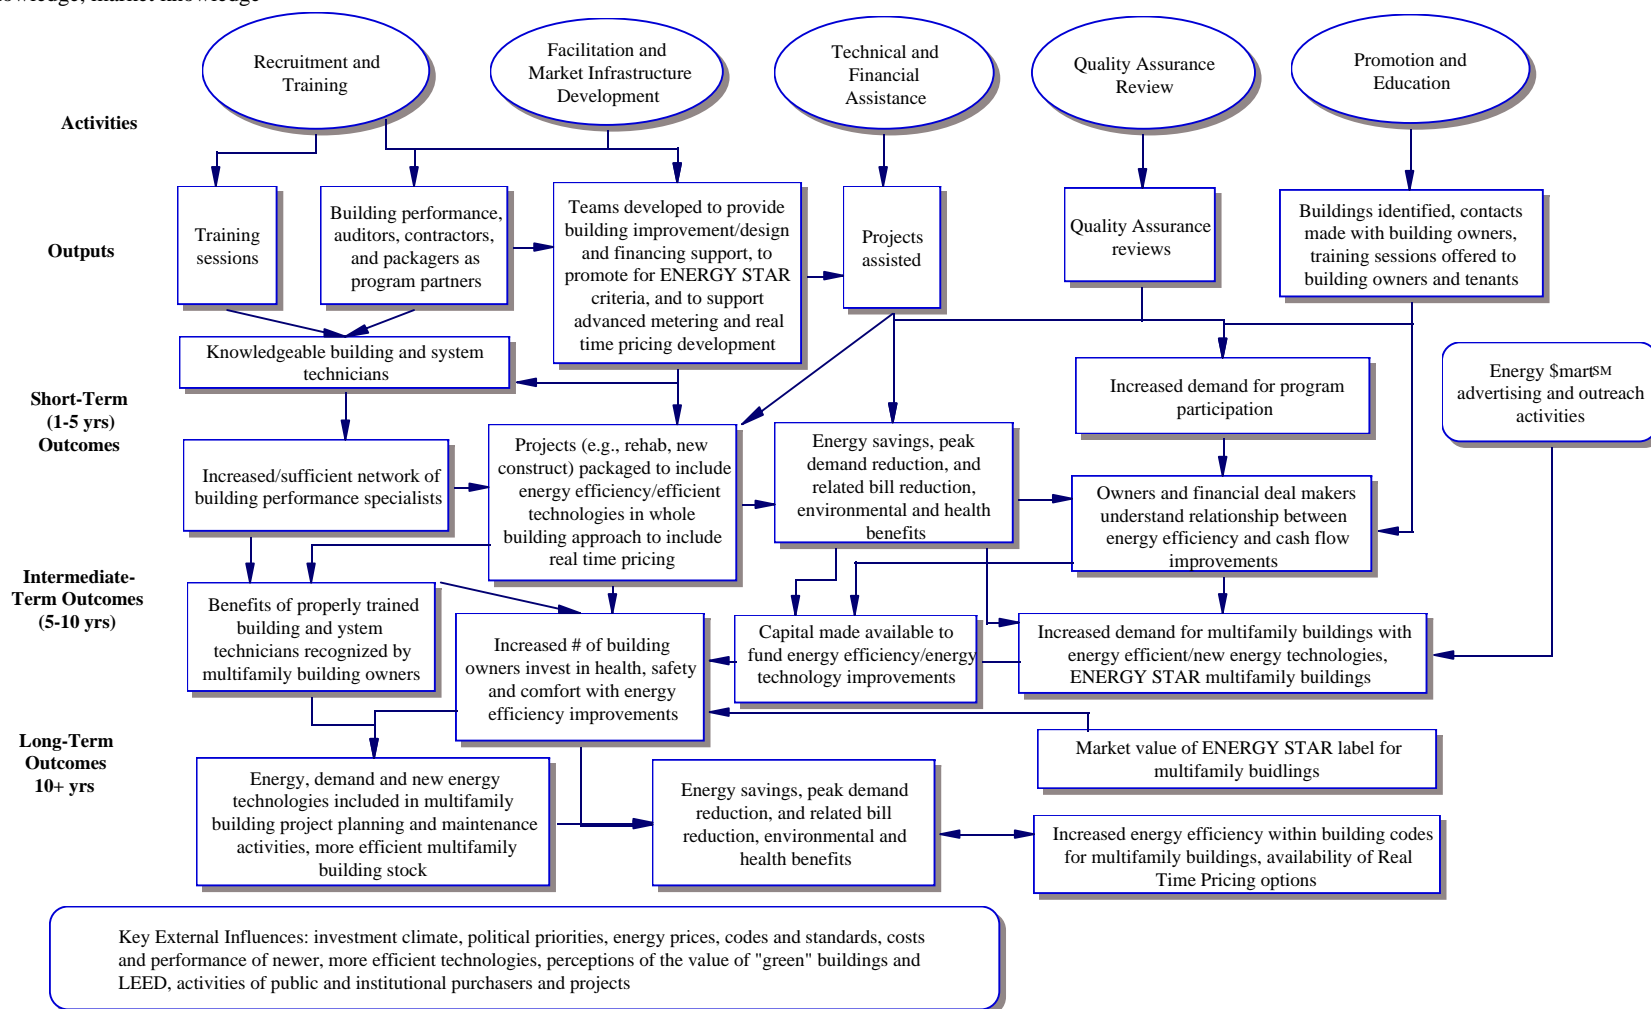 owledge, market knowledge
Recruitment and
Training
Facilitation and
Market Infrastructure
Development
Technical and
Financial
Assistance
Quality Assurance
Review
Promotion and
Education
Activities
Training
sessions
Building performance,
auditors, contractors,
and packagers as
program partners
Teams developed to provide
building improvement/design
and financing support, to
promote for ENERGY STAR
criteria, and to support
advanced metering and real
time pricing development
Projects
assisted
Quality Assurance
reviews
Buildings identified, contacts
made with building owners,
training sessions offered to
building owners and tenants
Outputs
Knowledgeable building and system
technicians
Increased demand for program
participation
Energy $martSM
advertising and outreach
activities
Short-Term
(1-5 yrs)
Outcomes
Increased/sufficient network of
building performance specialists
Projects (e.g., rehab, new
construct) packaged to include
energy efficiency/efficient
technologies in whole
building approach to include
real time pricing
Energy savings, peak
demand reduction, and
related bill reduction,
environmental and health
benefits
Owners and financial deal makers
understand relationship between
energy efficiency and cash flow
improvements
Intermediate-
Term Outcomes
(5-10 yrs)
Benefits of properly trained
building and ystem
technicians recognized by
multifamily building owners
Increased # of building
owners invest in health, safety
and comfort with energy
efficiency improvements
Capital made available to
fund energy efficiency/energy
technology improvements
Increased demand for multifamily buildings with
energy efficient/new energy technologies,
ENERGY STAR multifamily buildings
Long-Term
Outcomes
10+ yrs
Market value of ENERGY STAR label for
multifamily buidlings
Energy, demand and new energy
technologies included in multifamily
building project planning and maintenance
activities, more efficient multifamily
building stock
Energy savings, peak demand
reduction, and related bill
reduction, environmental and
health benefits
Increased energy efficiency within building codes
for multifamily buildings, availability of Real
Time Pricing options
Key External Influences: investment climate, political priorities, energy prices, codes and standards, costs
and performance of newer, more efficient technologies, perceptions of the value of "green" buildings and
LEED, activities of public and institutional purchasers and projects